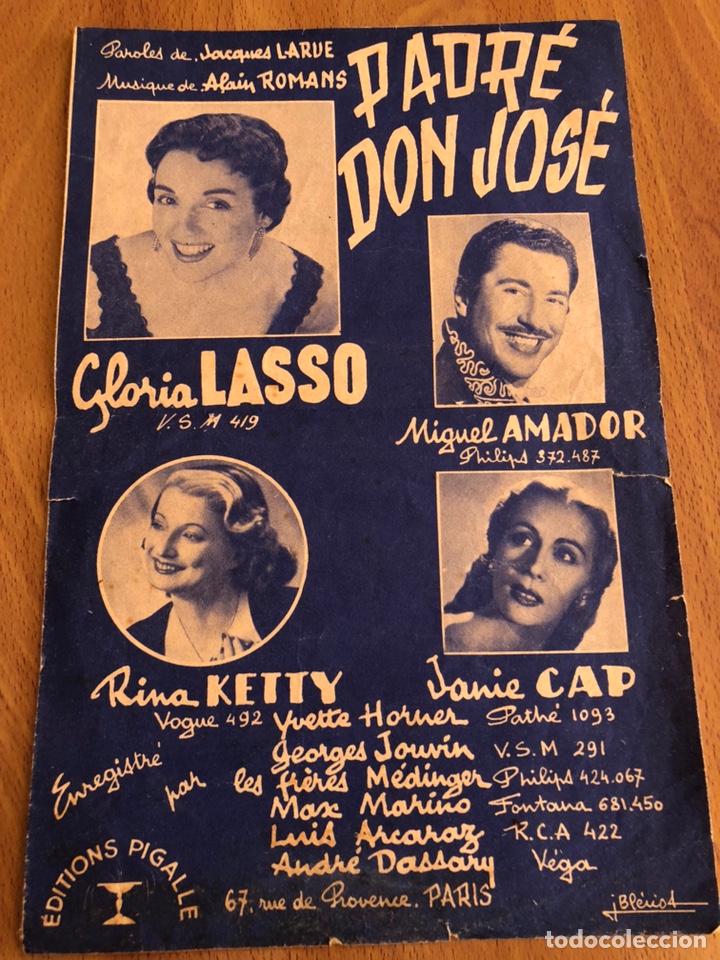 Paroles de Jacques LARUE
Musique de Alain ROMANS
PADRÉ
DON JOSÉ
Gloria LASSO
V.S.M 419
Miguel AMADOR
Philips 372.487
Rina KETTY
Vogue 492
Janie CAP
Enregistré par
Yvette Horner Pathé 1093
Georges Jouvin V.S.M 291
les frères Médinger Philips 424.067
Max Marino Fontana 681.450
Luis Arcaraz R.C.A 422
André Dassary Véga
ÉDITIONS PIGALLE
67, rue de Provence. PARIS
J Blériot
todocoleccion